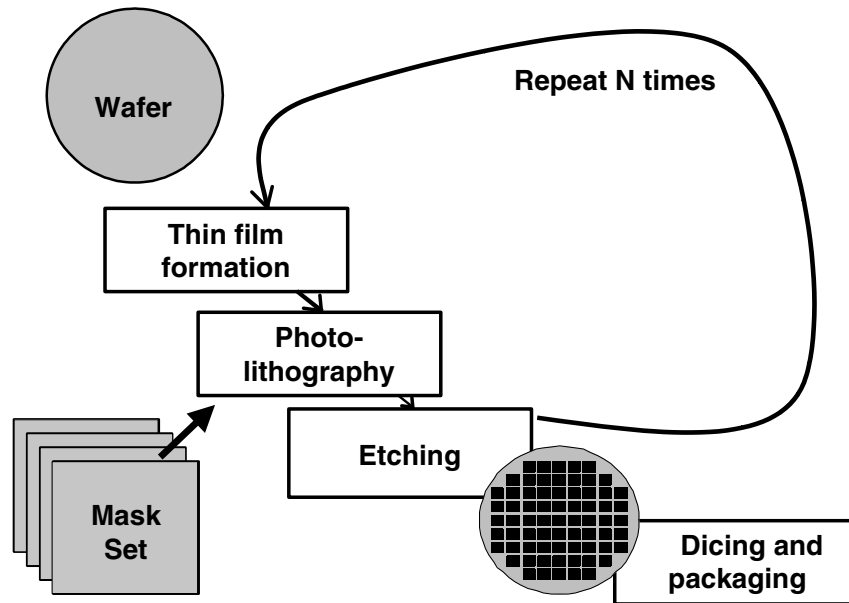 Wafer
Repeat N times
Thin film
formation
Photo-
lithography
Etching
Mask
Set
Dicing and
packaging